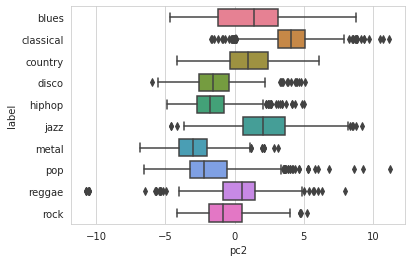 blues
classical
country
disco
hiphop
jazz
metal
pop
reggae
rock
label
−10
−5
0
5
10
pc2